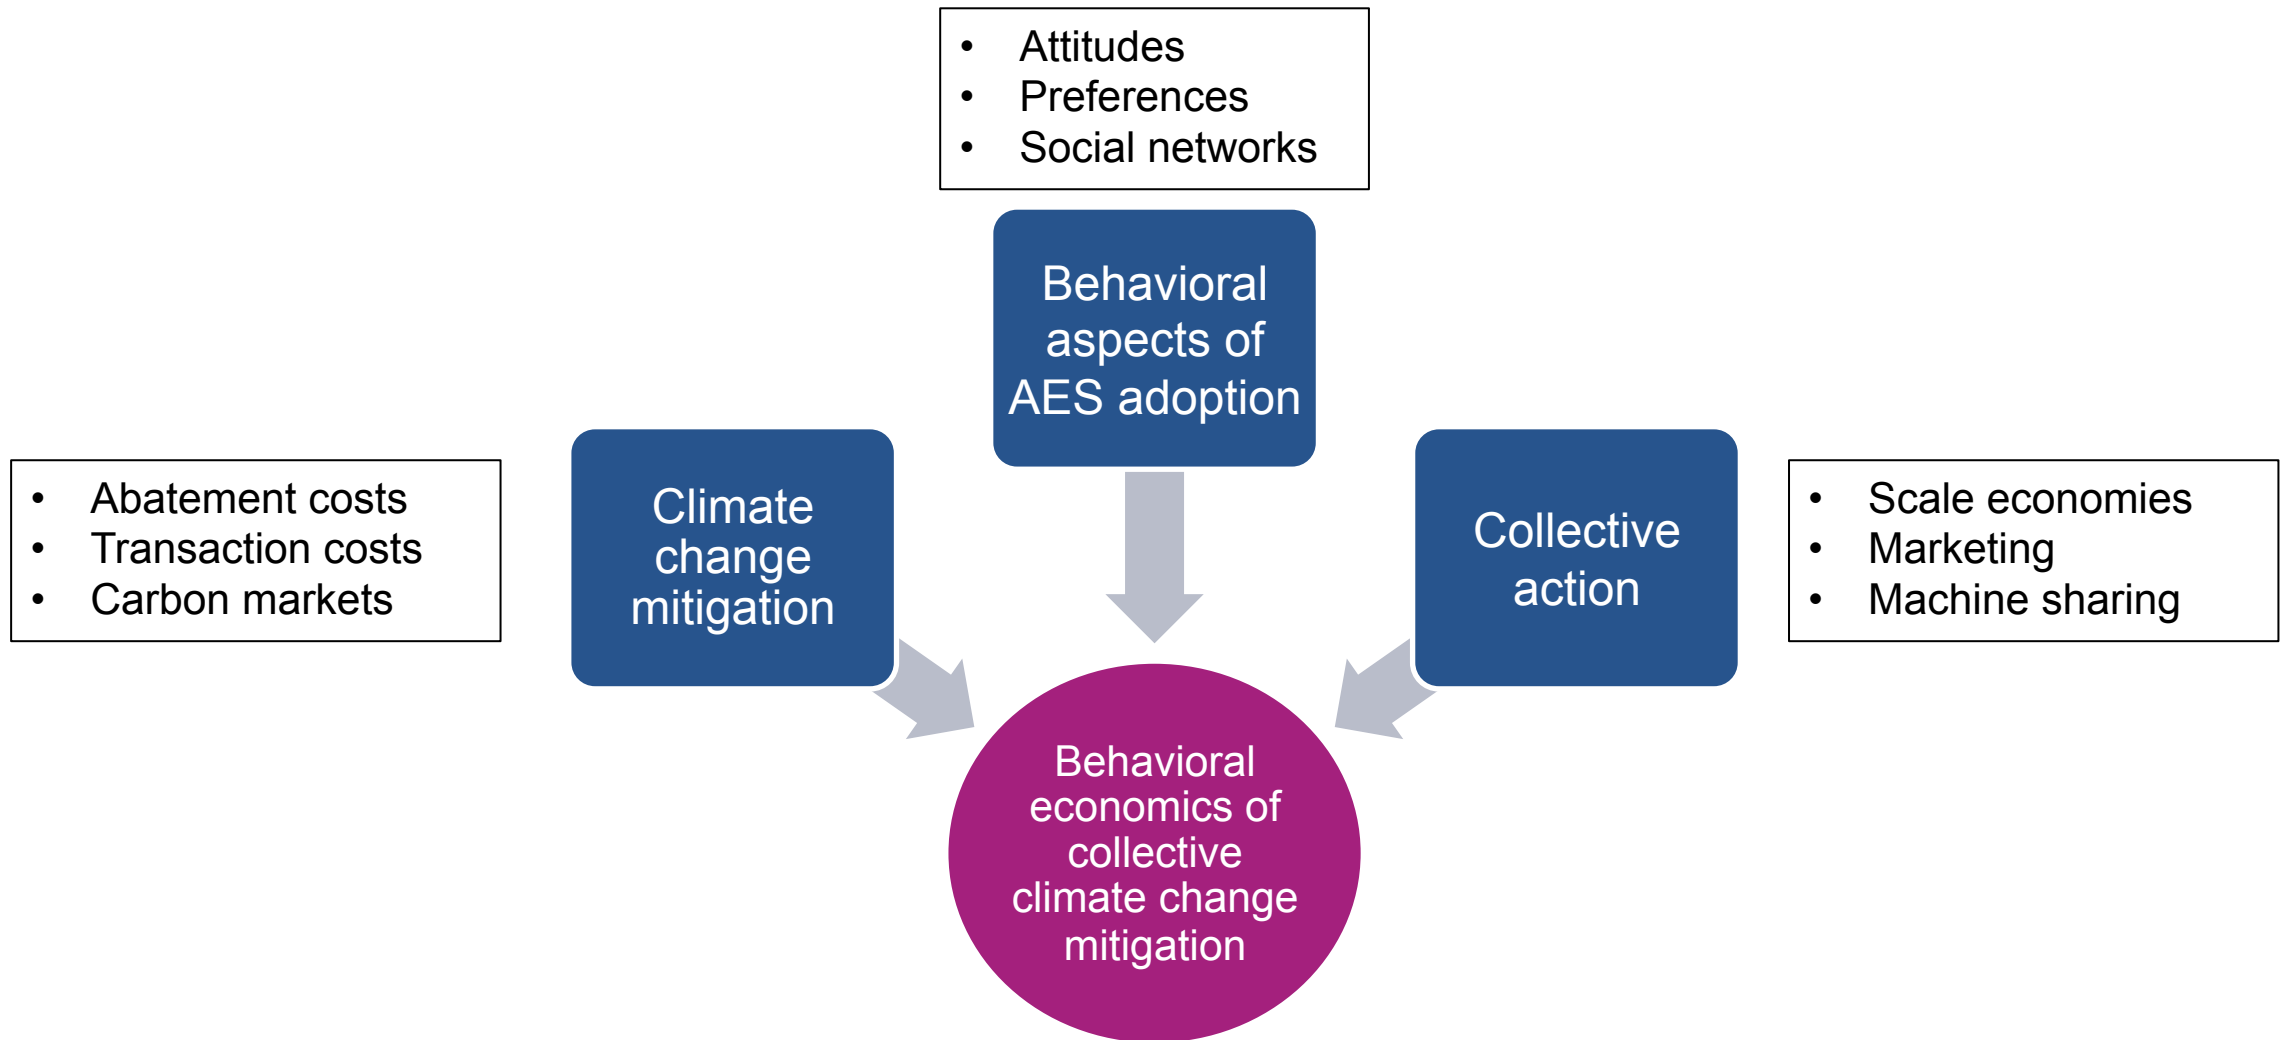 • Attitudes
• Preferences
• Social networks
Behavioral
aspects of
AES adoption
• Abatement costs
• Transaction costs
• Carbon markets
Climate
change
mitigation
Collective
action
• Scale economies
• Marketing
• Machine sharing
Behavioral
economics of
collective
climate change
mitigation